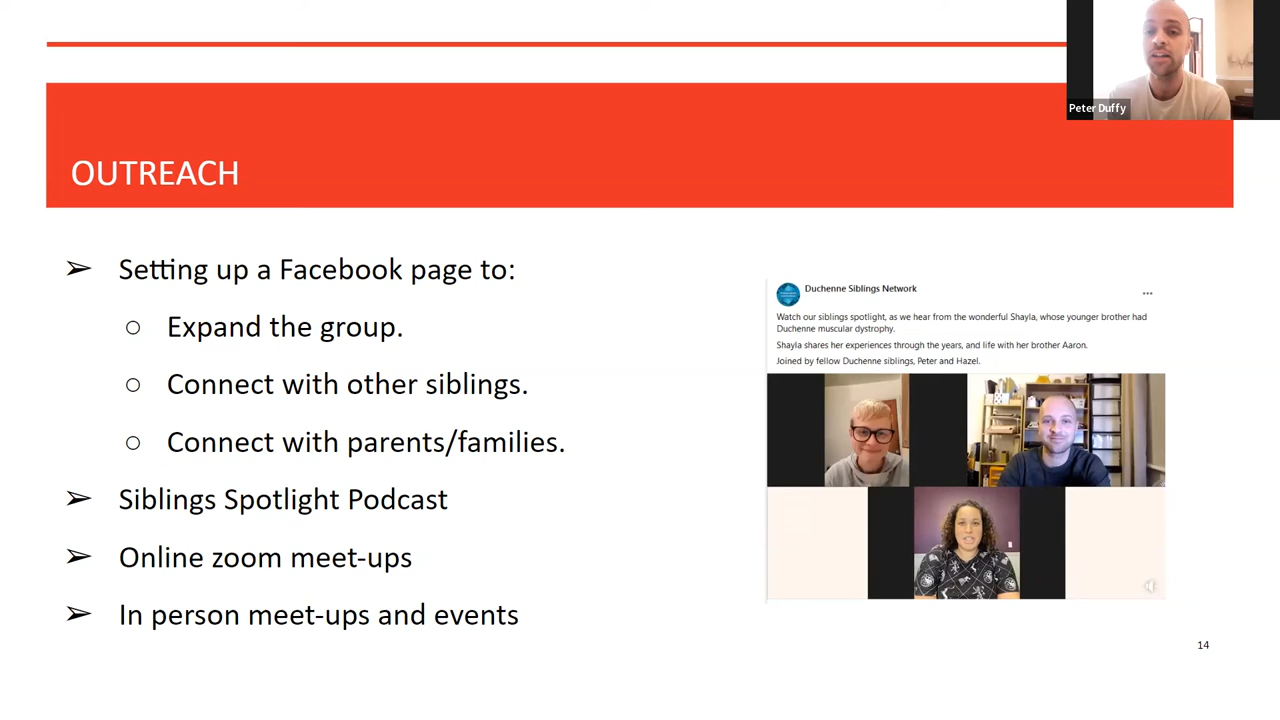 Peter Duffy
OUTREACH
➢ Setting up a Facebook page to:
○ Expand the group.
○ Connect with other siblings.
○ Connect with parents/families.
➢ Siblings Spotlight Podcast
➢ Online zoom meet-ups
➢ In person meet-ups and events
Duchenne Siblings Network
Watch our siblings spotlight, as we hear from the wonderful Shayla, whose younger brother had
Duchenne muscular dystrophy.
Shayla shares her experiences through the years, and life with her brother Aaron.
Joined by fellow Duchenne siblings, Peter and Hazel.
14